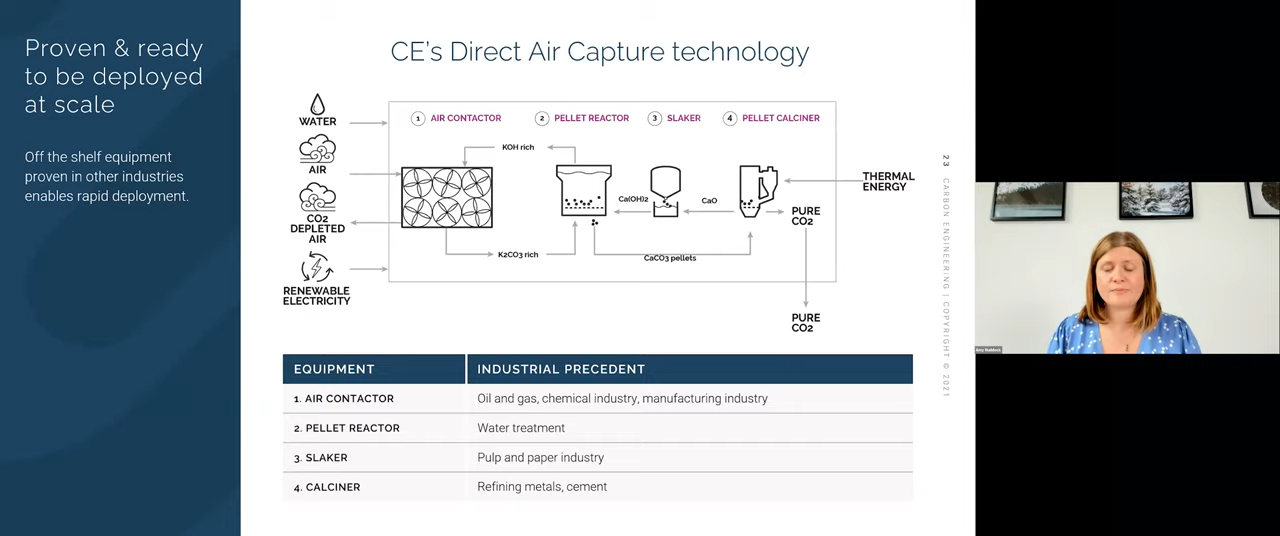 Proven & ready
to be deployed
at scale
Off the shelf equipment
proven in other industries
enables rapid deployment.
CE's Direct Air Capture technology
WATER
AIR
CO2
DEPLETED
AIR
RENEWABLE
ELECTRICITY
1 AIR CONTACTOR
2 PELLET REACTOR
3 SLAKER
4 PELLET CALCINER
KOH rich
Ca(OH)2
CaO
K2CO3 rich
CaCO3 pellets
THERMAL
ENERGY
PURE
CO2
PURE
CO2
EQUIPMENT INDUSTRIAL PRECEDENT
1. AIR CONTACTOR Oil and gas, chemical industry, manufacturing industry
2. PELLET REACTOR Water treatment
3. SLAKER Pulp and paper industry
4. CALCINER Refining metals, cement
23 CARBON ENGINEERING | COPYRIGHT © 2021